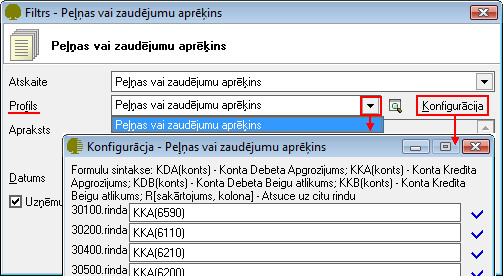 Filtrs - Peļņas vai zaudējumu aprēķins
Peļņas vai zaudējumu aprēķins
Atskaite
Peļņas vai zaudējumu aprēķins
Profils
Peļņas vai zaudējumu aprēķins
Konfigurācija
Apraksts
Peļņas vai zaudējumu aprēķins
Konfigurācja - Peļņas vai zaudējumu aprēķins
Datums
Uzņēmu
Formulu sintakse: KDA(konts) - Konta Debeta Apgrozījums; KKA(konts) - Konta Kredīta
Apgrozījums; KDB(konts) - Konta Debeta Beigu atlikums; KKB(konts) - Konta Kredīta
Beigu atlikums; R[sakārtojums, kolona] - Atsuce uz citu rindu
30100.rinda KKA(6590)
30200.rinda KKA(6110)
30400.rinda KKA(6210)
30500.rinda KKA(6200)